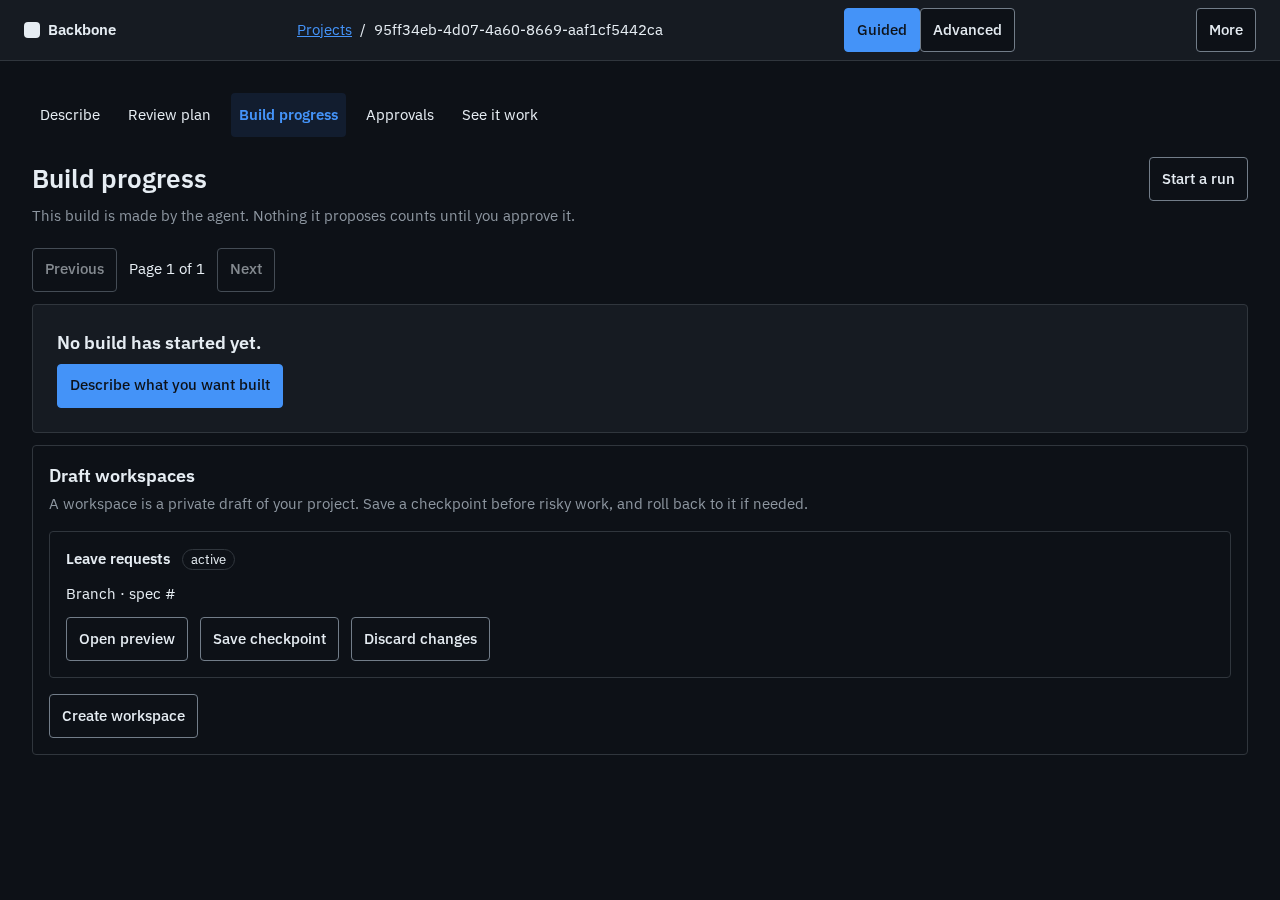 Backbone
Projects / 95ff34eb-4d07-4a60-8669-aaf1cf5442ca
Guided Advanced
More
Describe Review plan Build progress Approvals See it work
Build progress
Start a run
This build is made by the agent. Nothing it proposes counts until you approve it.
Previous Page 1 of 1 Next
No build has started yet.
Describe what you want built
Draft workspaces
A workspace is a private draft of your project. Save a checkpoint before risky work, and roll back to it if needed.
Leave requests active
Branch · spec #
Open preview Save checkpoint Discard changes
Create workspace